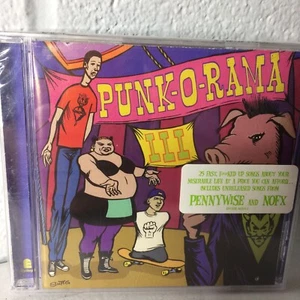 PUNK-O-RAMA
III
25 FAST, F**KED UP SONGS ABOUT YOUR
MISERABLE LIFE AT A PRICE YOU CAN AFFORD...
INCLUDES UNRELEASED SONGS FROM
PENNYWISE AND NOFX